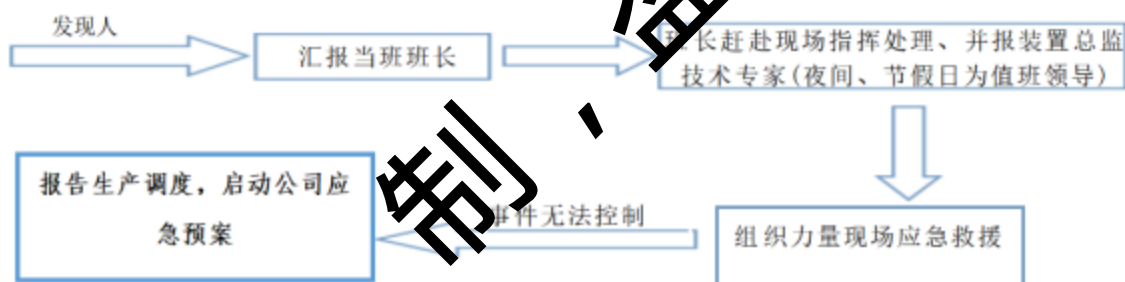 发现人
汇报当班班长
班长赶赴现场指挥处理、并报装置总监
技术专家(夜间、节假日为值班领导)
组织力量现场应急救援
事件无法控制
报告生产调度，启动公司应
急预案
制，